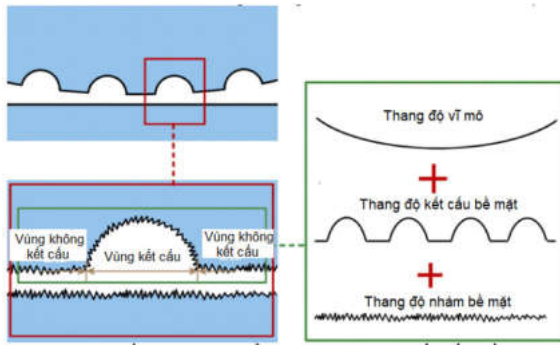 Vùng không
kết cấu
Vùng kết cấu
Vùng không
kết cấu
Thang độ vĩ mô
Thang độ kết cấu bề mặt
Thang độ nhám bề mặt